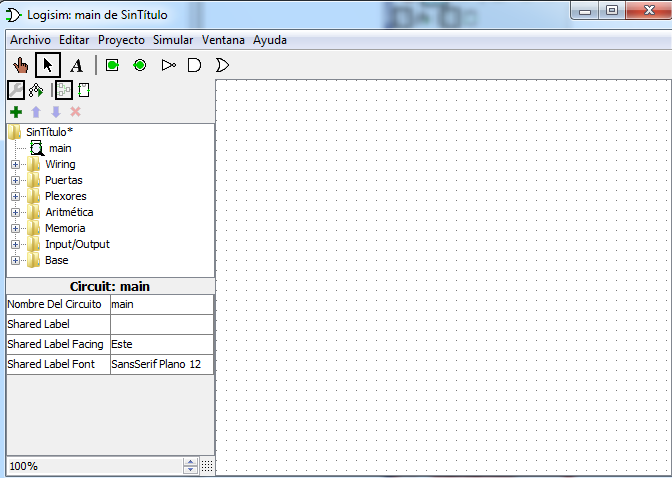 Logisim: main de SinTítulo
Archivo Editar Proyecto Simular Ventana Ayuda
A
SinTítulo*
main
Wiring
Puertas
Plexores
Aritmética
Memoria
Input/Output
Base
Circuit: main
Nombre Del Circuito main
Shared Label
Shared Label Facing Este
Shared Label Font SansSerif Plano 12
100%